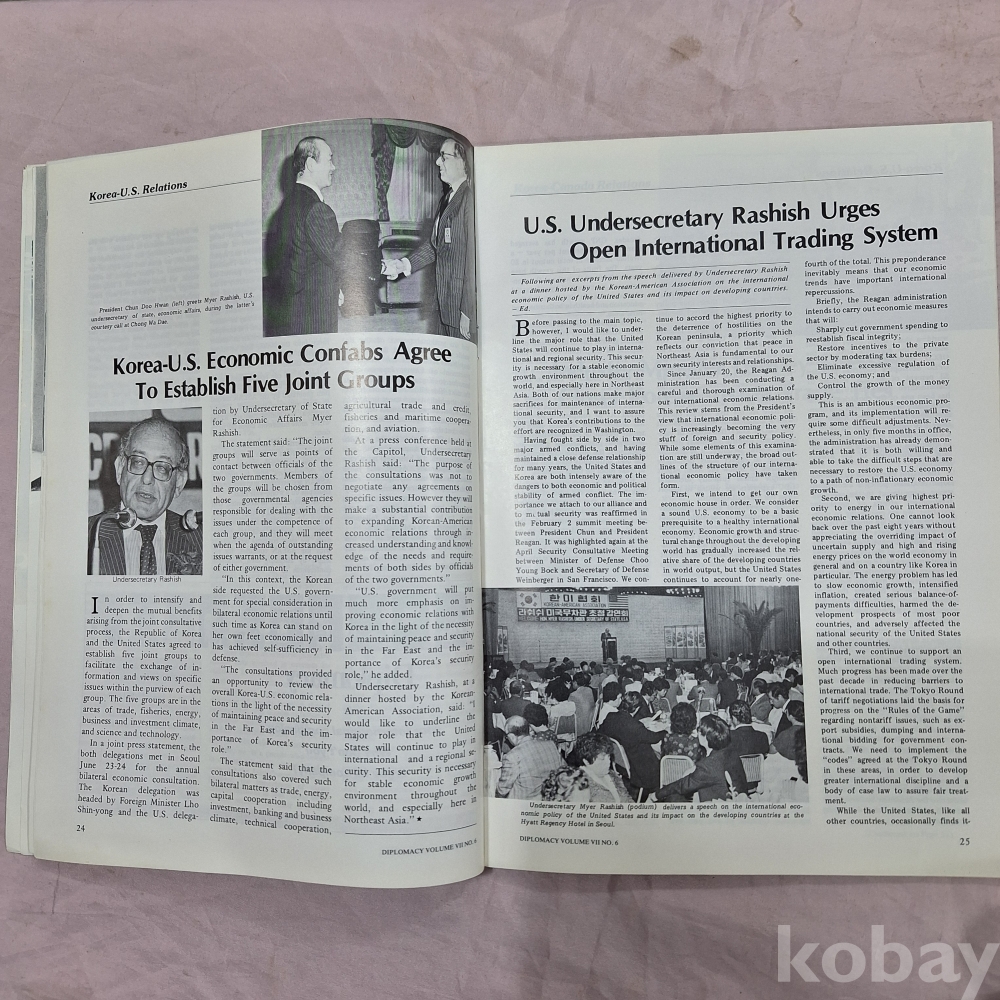 Korea-U.S. Relations
President Chun Doo Hwan (left) greets Myer Rashish, U.S.
undersecretary of state, economic affairs, during the latter's
courtesy call at Chong Wa Dae.
Korea-U.S. Economic Confabs Agree
To Establish Five Joint Groups
Undersecretary Rashish
In order to intensify and
deepen the mutual benefits
arising from the joint consultative
process, the Republic of Korea
and the United States agreed to
establish five joint groups to
facilitate the exchange of in-
formation and views on specific
issues within the purview of each
group. The five groups are in the
areas of trade, fisheries, energy,
business and investment climate,
and science and technology.
In a joint press statement, the
both delegations met in Seoul
June 23-24 for the annual
bilateral economic consultation.
The Korean delegation was
headed by Foreign Minister Lho
Shin-yong and the U.S. delega-
tion by Undersecretary of State
for Economic Affairs Myer
Rashish.
The statement said: "The joint
groups will serve as points of
contact between officials of the
two governments. Members of
the groups will be chosen from
those governmental agencies
responsible for dealing with the
issues under the competence of
each group, and they will meet
when the agenda of outstanding
issues warrants, or at the request
of either government.
"In this context, the Korean
side requested the U.S. govern-
ment for special consideration in
bilateral economic relations until
such time as Korea can stand on
her own feet economically and
has achieved self-sufficiency in
defense.
"The consultations provided
an opportunity to review the
overall Korea-U.S. economic rela-
tions in the light of the necessity
of maintaining peace and security
in the Far East and the im-
portance of Korea's security
role."
The statement said that the
consultations also covered such
bilateral matters as trade, energy,
capital cooperation including
investment, banking and business
climate, technical cooperation,
agricultural trade and credit,
fisheries and maritime coopera-
tion, and aviation.
At a press conference held at
the Capitol, Undersecretary
Rashish said: "The purpose of
the consultations was not to
negotiate any agreements on
specific issues. However they will
make a substantial contribution
to expanding Korean-American
economic relations through in-
creased understanding and knowl-
edge of the needs and require-
ments of both sides by officials
of the two governments."
"U.S. government will put
much more emphasis on im-
proving economic relations with
Korea in the light of the necessity
of maintaining peace and security
in the Far East and the im-
portance of Korea's security
role," he added.
Undersecretary Rashish, at a
dinner hosted by the Korean-
American Association, said: "I
would like to underline the
major role that the United
States will continue to play in
international and a regional se-
curity. This security is necessary
for stable economic growth
environment throughout the
world, and especially here in
Northeast Asia."★
24
DIPLOMACY VOLUME VII NO. 6
U.S. Undersecretary Rashish Urges
Open International Trading System
Following are excerpts from the speech delivered by Undersecretary Rashish
at a dinner hosted by the Korean-American Association on the international
economic policy of the United States and its impact on developing countries.
– Ed.
Before passing to the main topic,
however, I would like to under-
line the major role that the United
States will continue to play in interna-
tional and regional security. This secur-
ity is necessary for a stable economic
growth environment throughout the
world, and especially here in Northeast
Asia. Both of our nations make major
sacrifices for maintenance of interna-
tional security, and I want to assure
you that Korea's contributions to the
effort are recognized in Washington.
Having fought side by side in two
major armed conflicts, and having
maintained a close defense relationship
for many years, the United States and
Korea are both intensely aware of the
dangers to both economic and political
stability of armed conflict. The im-
portance we attach to our alliance and
to mutual security was reaffirmed in
the February 2 summit meeting be-
tween President Chun and President
Reagan. It was highlighted again at the
April Security Consultative Meeting
between Minister of Defense Choo
Young Bock and Secretary of Defense
Weinberger in San Francisco. We con-
tinue to accord the highest priority to
the deterrence of hostilities on the
Korean peninsula, a priority which
reflects our conviction that peace in
Northeast Asia is fundamental to our
own security interests and relationships.
Since January 20, the Reagan Ad-
ministration has been conducting a
careful and thorough examination of
our international economic relations.
This review stems from the President's
view that international economic poli-
cy is increasingly becoming the very
stuff of foreign and security policy.
While some elements of this examina-
tion are still underway, the broad out-
lines of the structure of our interna-
tional economic policy have taken
form.
First, we intend to get our own
economic house in order. We consider
a sound U.S. economy to be a basic
prerequisite to a healthy international
economy. Economic growth and struc-
tural change throughout the developing
world has gradually increased the rel-
ative share of the developing countries
in world output, but the United States
continues to account for nearly one-
fourth of the total. This preponderance
inevitably means that our economic
trends have important international
repercussions.
Briefly, the Reagan administration
intends to carry out economic measures
that will:
Sharply cut government spending to
reestablish fiscal integrity;
Restore incentives to the private
sector by moderating tax burdens;
Eliminate excessive regulation of
the U.S. economy; and
Control the growth of the money
supply.
This is an ambitious economic pro-
gram, and its implementation will re-
quire some difficult adjustments. Nev-
ertheless, in only five months in office,
the administration has already demon-
strated that it is both willing and
able to take the difficult steps that are
necessary to restore the U.S. economy
to a path of non-inflationary economic
growth.
Second, we are giving highest pri-
ority to energy in our international
economic relations. One cannot look
back over the past eight years without
appreciating the overriding impact of
uncertain supply and high and rising
energy prices on the world economy in
general and on a country like Korea in
particular. The energy problem has led
to slow economic growth, intensified
inflation, created serious balance-of-
payments difficulties, harmed the de-
velopment prospects of most poor
countries, and adversely affected the
national security of the United States
and other countries.
Third, we continue to support an
open international trading system.
Much progress has been made over the
past decade in reducing barriers to
international trade. The Tokyo Round
of tariff negotiations laid the basis for
progress on the "Rules of the Game"
regarding nontariff issues, such as ex-
port subsidies, dumping and interna-
tional bidding for government con-
tracts. We need to implement the
"codes" agreed at the Tokyo Round
in these areas, in order to develop
greater international discipline and a
body of case law to assure fair treat-
ment.
While the United States, like all
other countries, occasionally finds it-
한미협회
KOREAN-AMERICAN ASSOCIATION
라쉬쉬 미국무차관 초청 강연회
Undersecretary Myer Rashish (podium) delivers a speech on the international eco-
nomic policy of the United States and its impact on the developing countries at the
Hyatt Regency Hotel in Seoul.
DIPLOMACY VOLUME VII NO. 6
25
kobay